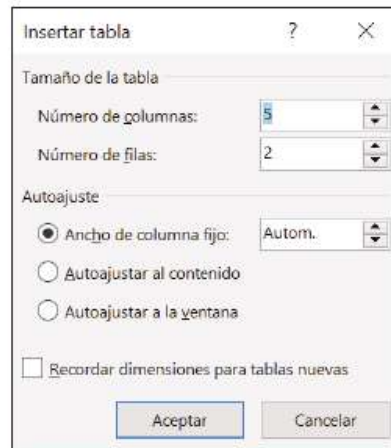 Insertar tabla ? ×
Tamaño de la tabla
Número de columnas: 5
Número de filas: 2
Autoajuste
Ancho de columna fijo: Autom.
Autoajustar al contenido
Autoajustar a la ventana
Recordar dimensiones para tablas nuevas
Aceptar Cancelar